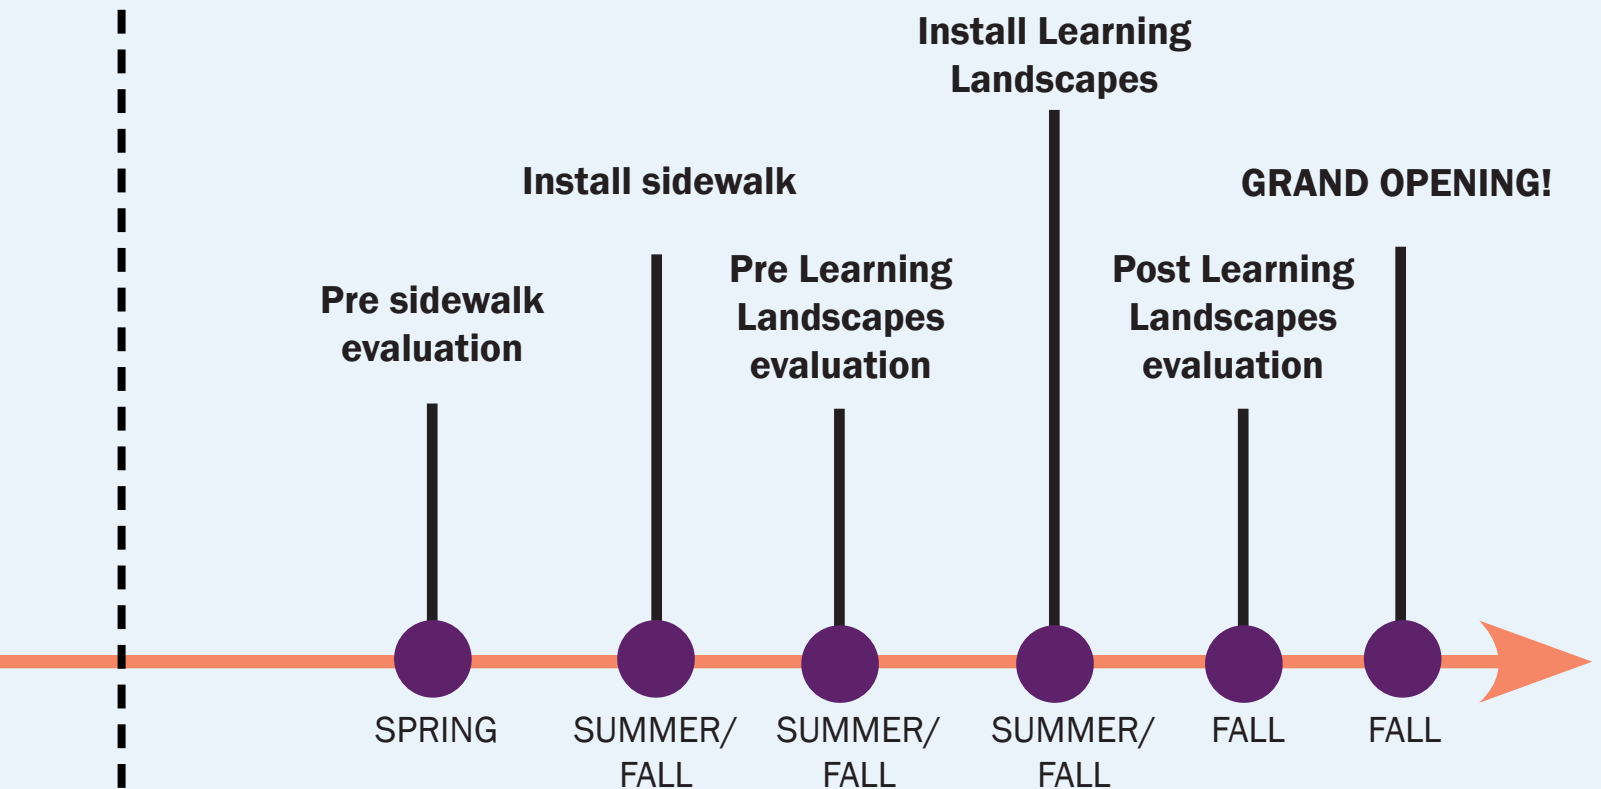 Install Learning
Landscapes
Install sidewalk
GRAND OPENING!
Pre Learning
Landscapes
evaluation
Post Learning
Landscapes
evaluation
Pre sidewalk
evaluation
SPRING
SUMMER/
FALL
SUMMER/
FALL
SUMMER/
FALL
FALL
FALL